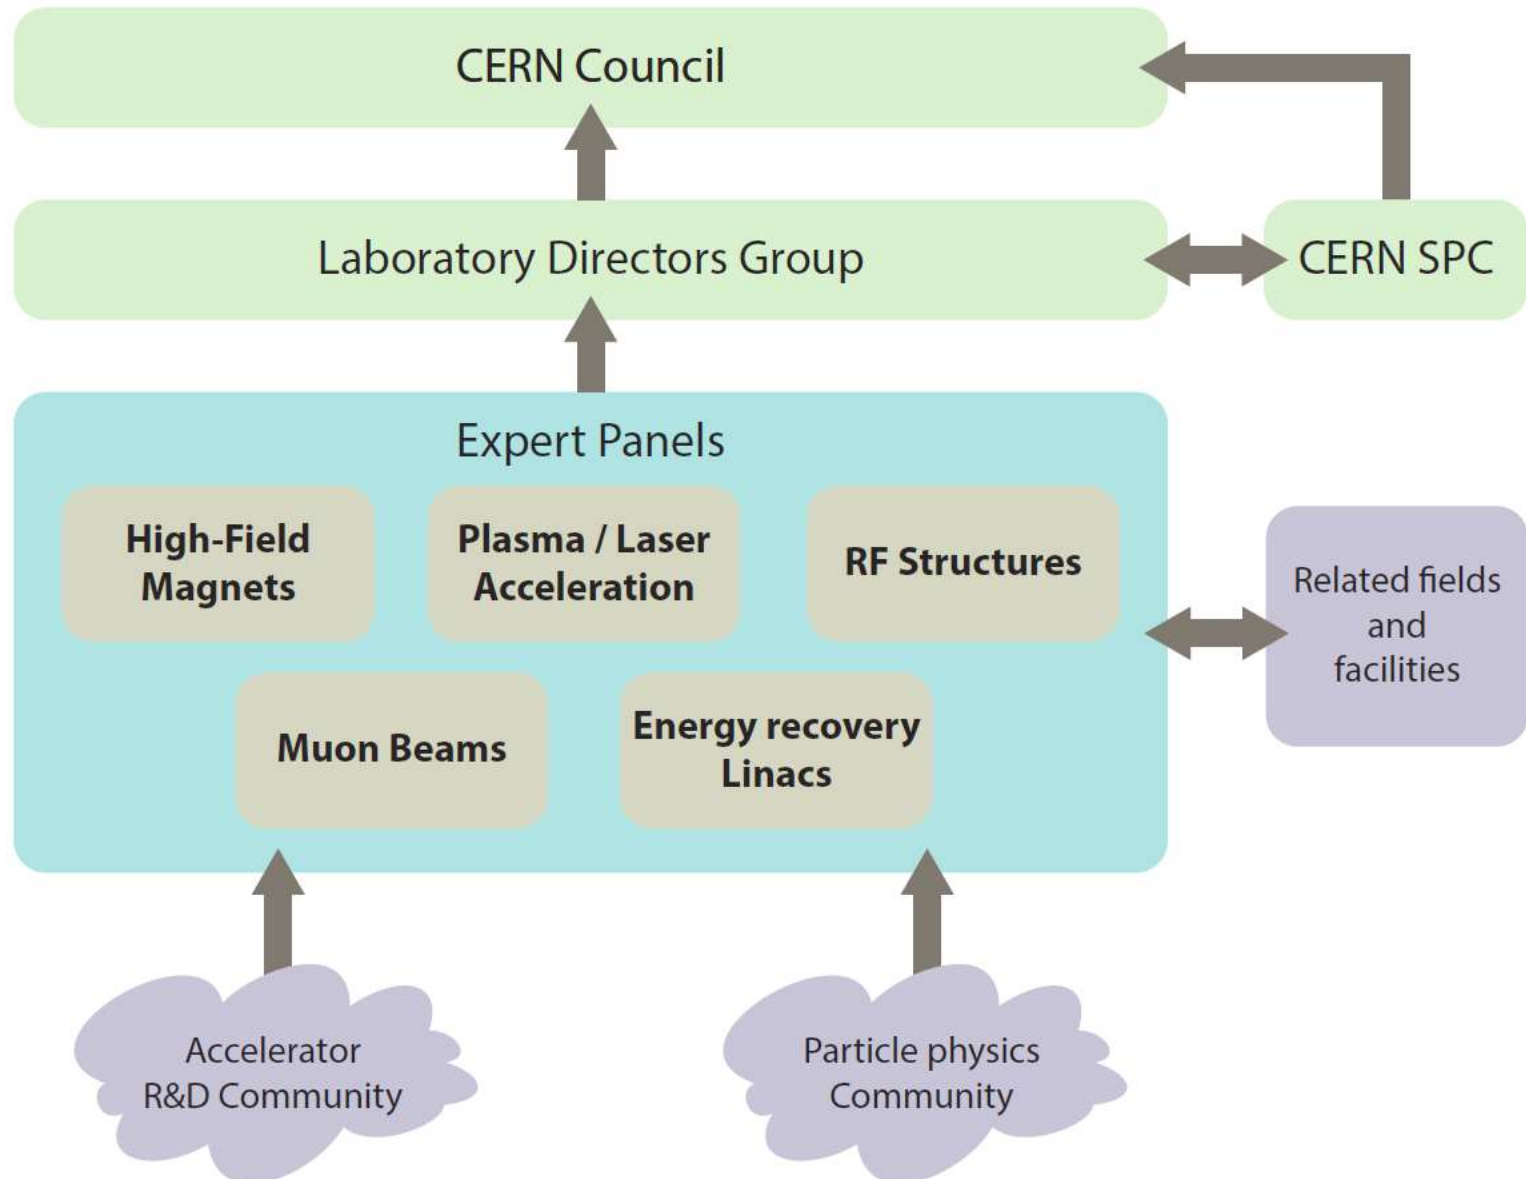 CERN Council
Laboratory Directors Group
CERN SPC
Expert Panels
High-Field
Magnets
Plasma / Laser
Acceleration
RF Structures
Related fields
and
facilities
Muon Beams
Energy recovery
Linacs
Accelerator
R&D Community
Particle physics
Community